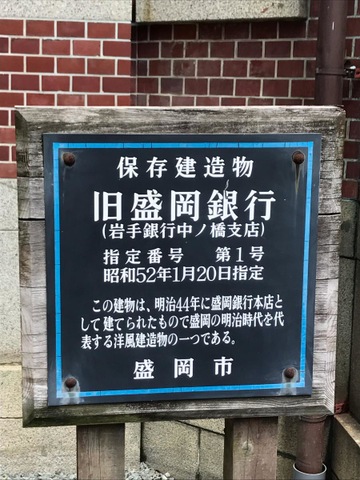 保存建造物
旧盛岡銀行
(岩手銀行中ノ橋支店)
指定番号 第1号
昭和52年1月20日指定
この建物は、明治44年に盛岡銀行本店と
して建てられたもので盛岡の明治時代を代
表する洋風建造物の一つである。
盛岡市